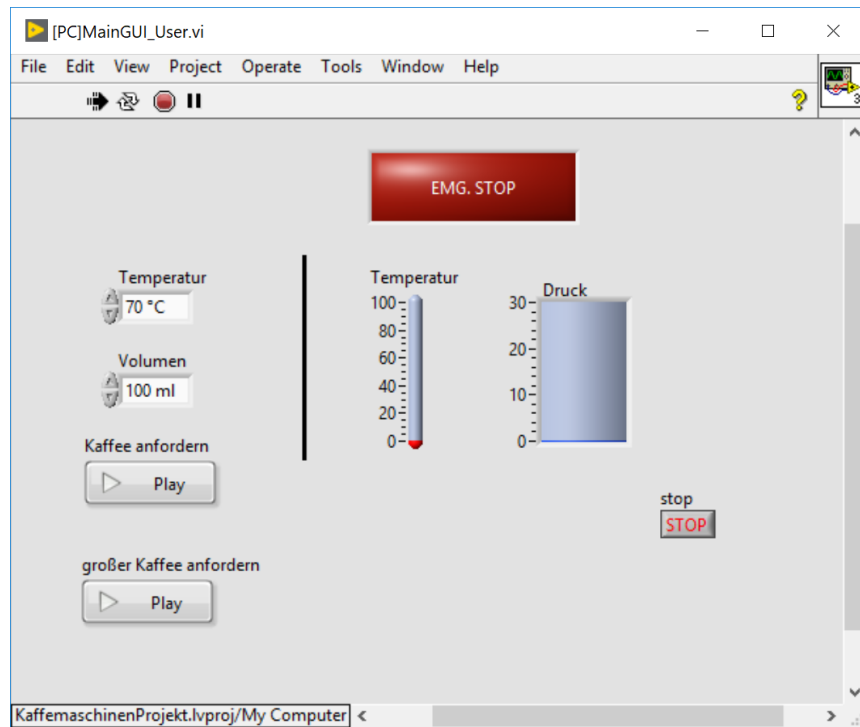 [PC]MainGUI_User.vi
File Edit View Project Operate Tools Window Help
3
EMG. STOP
Temperatur
70 °C
Volumen
100 ml
Kaffee anfordern
Play
großer Kaffee anfordern
Play
Temperatur
100
80
60
40
20
0
Druck
30
20
10
0
stop
STOP
KaffemaschinenProjekt.lvproj/My Computer